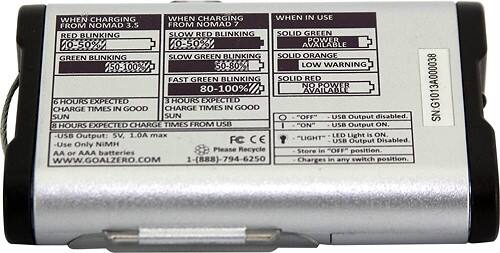 WHEN CHARGING
FROM NOMAD 3.5
RED BLINKING
0-50%
GREEN BLINKING
50-100%
6 HOURS EXPECTED
CHARGE TIMES IN GOOD
SUN
WHEN CHARGING
FROM NOMAD 7
SLOW RED BLINKING
0-50%
SLOW GREEN BLINKING
50-80%
FAST GREEN BLINKING
80-100%
3 HOURS EXPECTED
CHARGE TIMES IN GOOD
SUN
8 HOURS EXPECTED CHARGE TIMES FROM USB
WHEN IN USE
SOLID GREEN
POWER
AVAILABLE
SOLID ORANGE
LOW WARNING
SOLID RED
NO POWER
AVAILABLE
-USB Output: 5V, 1.0A max
-Use Only NiMH
AA or AAA batteries
WWW.GOALZERO.COM
CE FC
Please Recycle
1-(888)-794-6250
- "OFF" - USB Output disabled.
- "ON" - USB Output ON.
- "LIGHT" - LED Light is ON.
- USB Output disabled.
- Store in "OFF" position.
- Charges in any switch position.
SN:G1013A000038